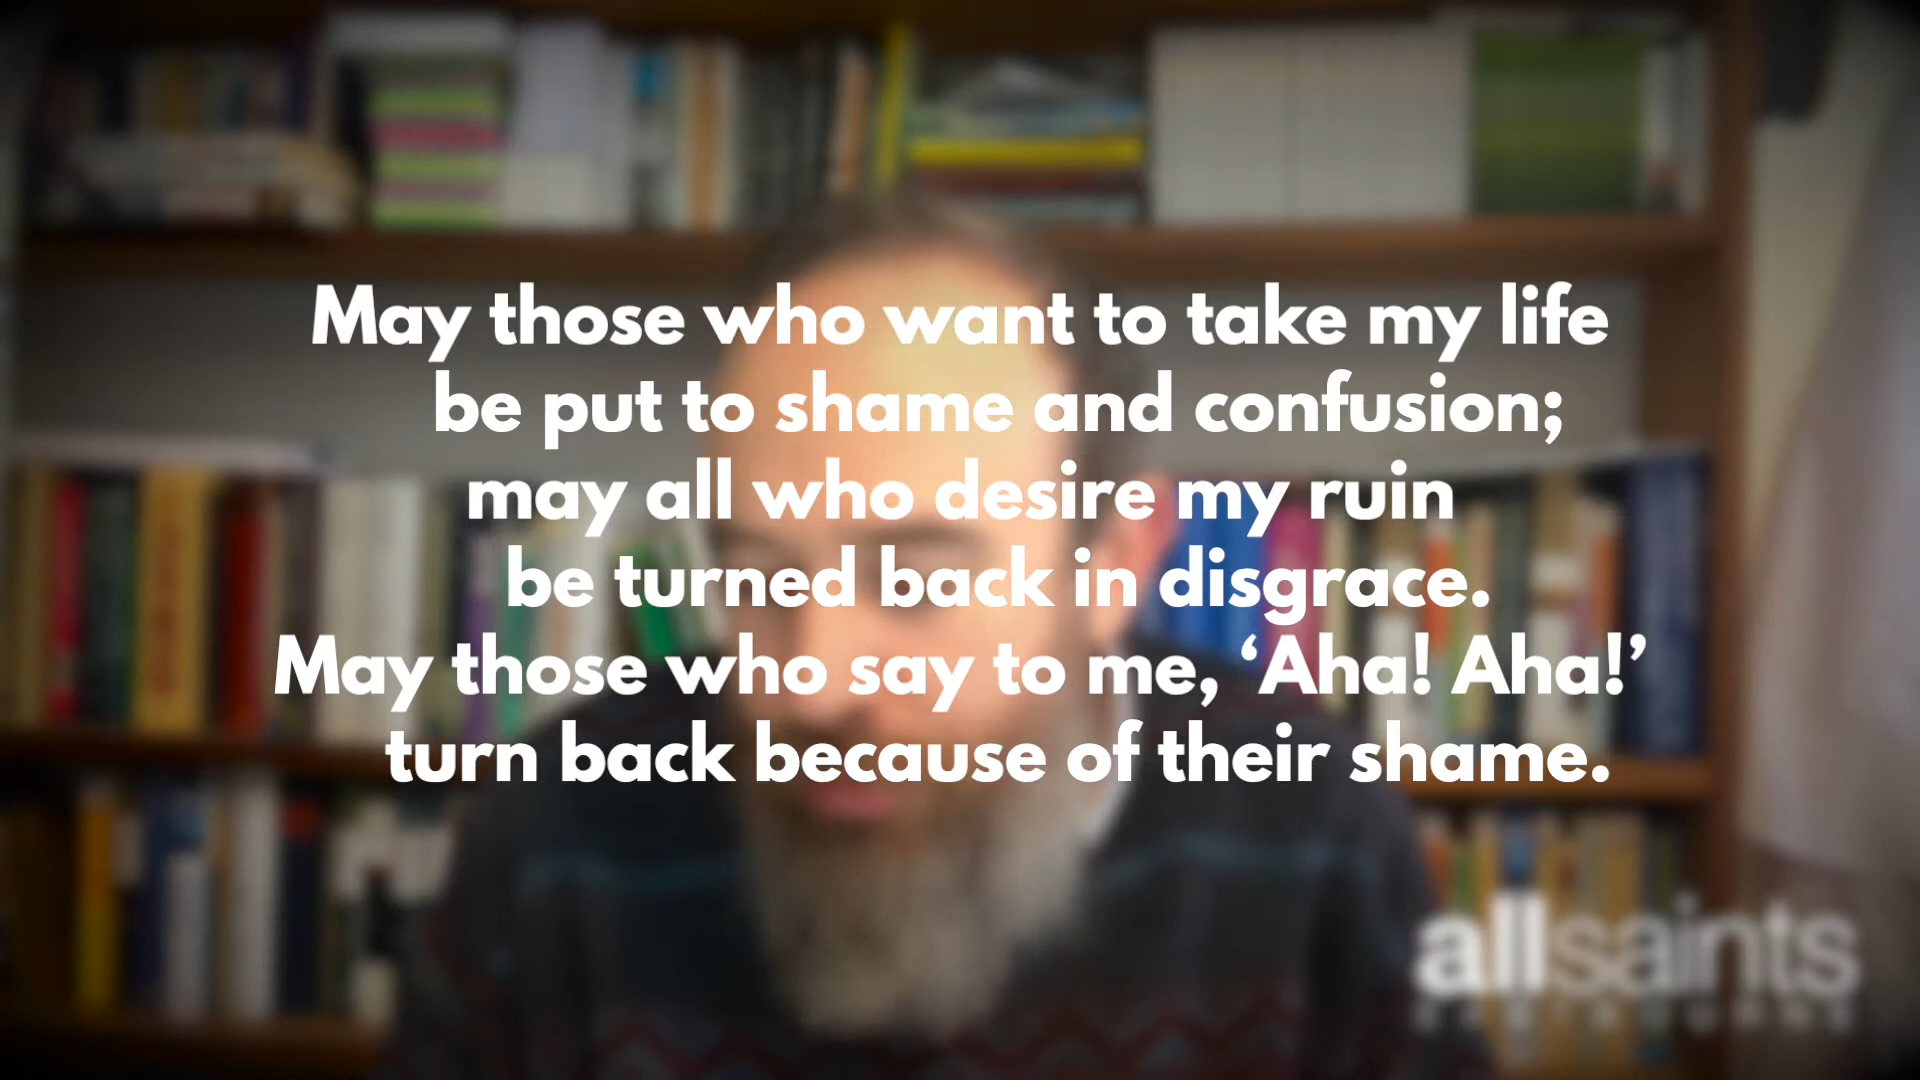 May those who want to take my life
be put to shame and confusion;
may all who desire my ruin
be turned back in disgrace.
May those who say to me, ‘Aha! Aha!’
turn back because of their shame.
allsaints